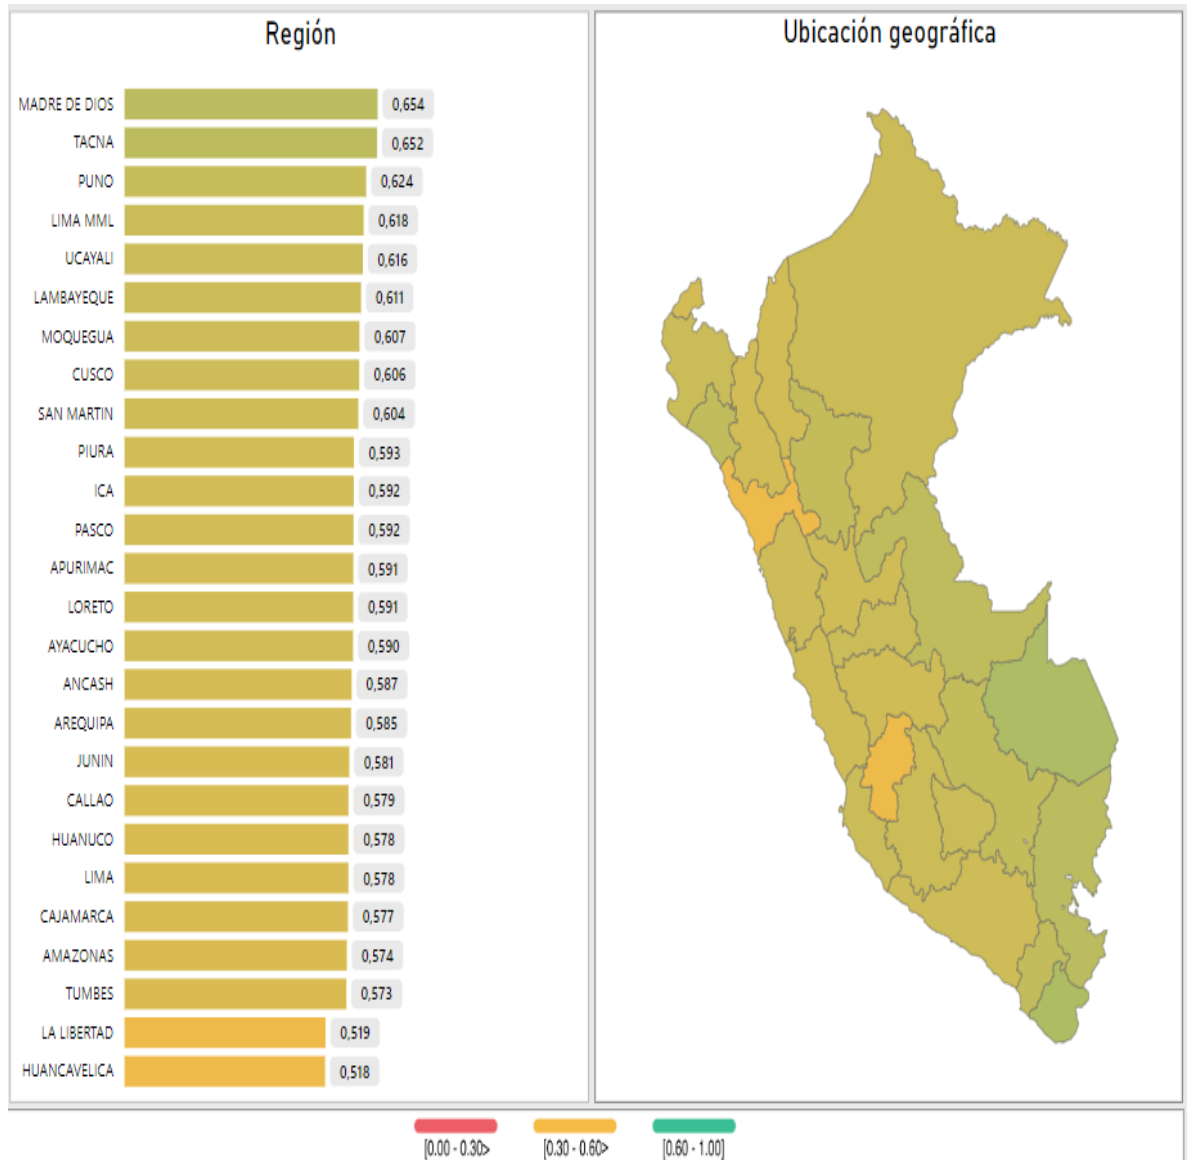 Región
MADRE DE DIOS 0,654
TACNA 0,652
PUNO 0,624
LIMA MML 0,618
UCAYALI 0,616
LAMBAYEQUE 0,611
MOQUEGUA 0,607
CUSCO 0,606
SAN MARTIN 0,604
PIURA 0,593
ICA 0,592
PASCO 0,592
APURIMAC 0,591
LORETO 0,591
AYACUCHO 0,590
ANCASH 0,587
AREQUIPA 0,585
JUNIN 0,581
CALLAO 0,579
HUANUCO 0,578
LIMA 0,578
CAJAMARCA 0,577
AMAZONAS 0,574
TUMBES 0,573
LA LIBERTAD 0,519
HUANCAVELICA 0,518
Ubicación geográfica
[0.00 - 0.30> [0.30 - 0.60> [0.60 - 1.00]